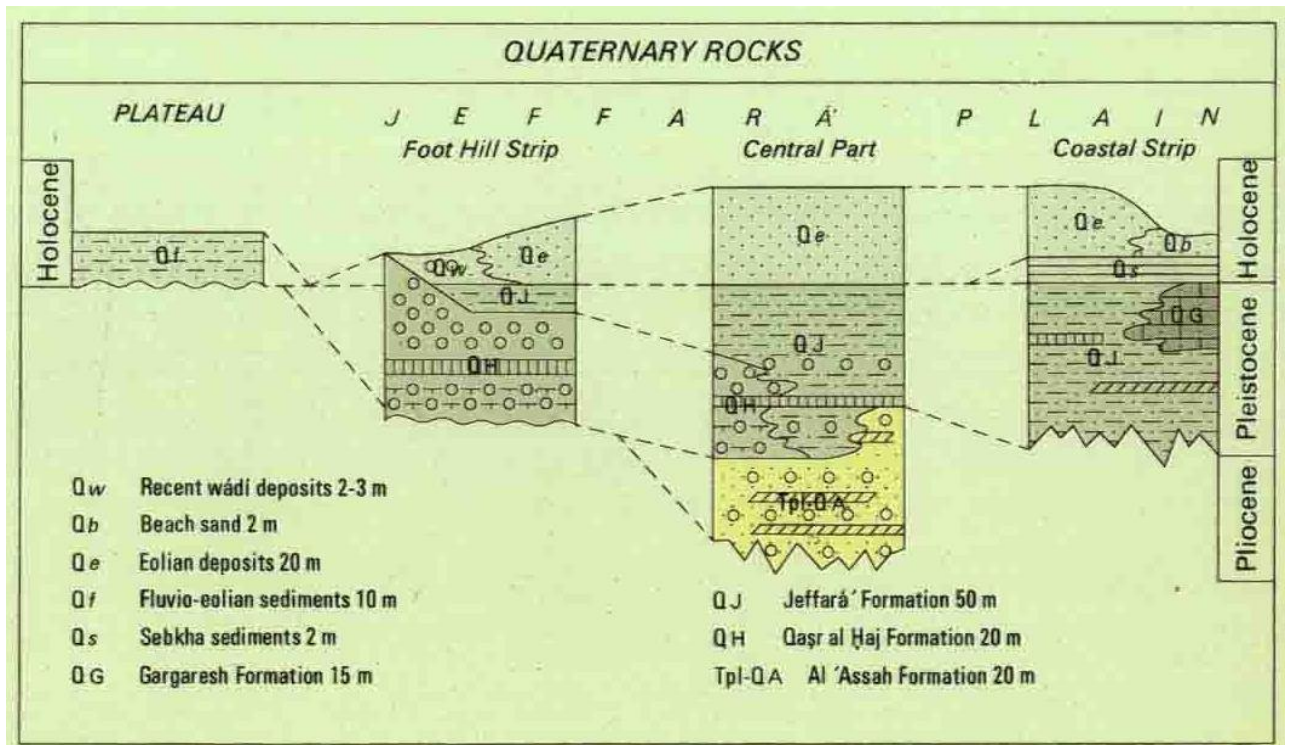 QUATERNARY ROCKS
PLATEAU
J E F F A R Á' P L A I N
Foot Hill Strip
Central Part
Coastal Strip
Holocene
Qf
Qw
Qe
QJ
QH
Qe
QJ
QH
Tpl-QA
Qe
Qb
Qs
QG
QJ
Holocene
Pleistocene
Pliocene
Qw Recent wádí deposits 2-3 m
Qb Beach sand 2 m
Qe Eolian deposits 20 m
Qf Fluvio-eolian sediments 10 m
Qs Sebkha sediments 2 m
QG Gargaresh Formation 15 m
QJ Jeffará' Formation 50 m
QH Qaşr al Ḥaj Formation 20 m
Tpl-QA Al 'Assah Formation 20 m